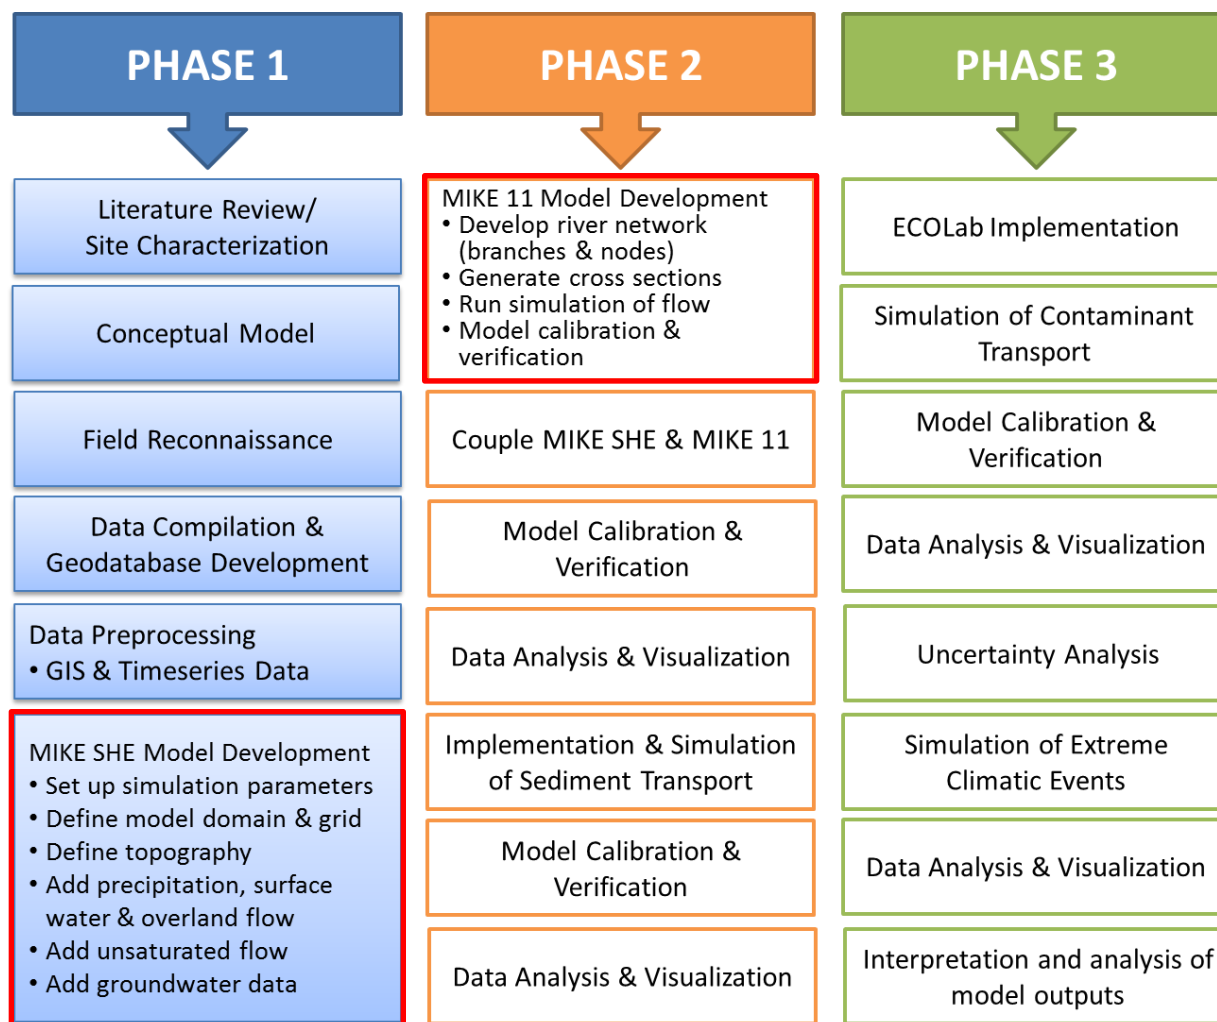 PHASE 1
Literature Review/
Site Characterization
Conceptual Model
Field Reconnaissance
Data Compilation &
Geodatabase Development
Data Preprocessing
• GIS & Timeseries Data
MIKE SHE Model Development
• Set up simulation parameters
• Define model domain & grid
• Define topography
• Add precipitation, surface
water & overland flow
• Add unsaturated flow
• Add groundwater data
PHASE 2
MIKE 11 Model Development
• Develop river network
(branches & nodes)
• Generate cross sections
• Run simulation of flow
• Model calibration &
verification
Couple MIKE SHE & MIKE 11
Model Calibration &
Verification
Data Analysis & Visualization
Implementation & Simulation
of Sediment Transport
Model Calibration &
Verification
Data Analysis & Visualization
PHASE 3
ECOLab Implementation
Simulation of Contaminant
Transport
Model Calibration &
Verification
Data Analysis & Visualization
Uncertainty Analysis
Simulation of Extreme
Climatic Events
Data Analysis & Visualization
Interpretation and analysis of
model outputs